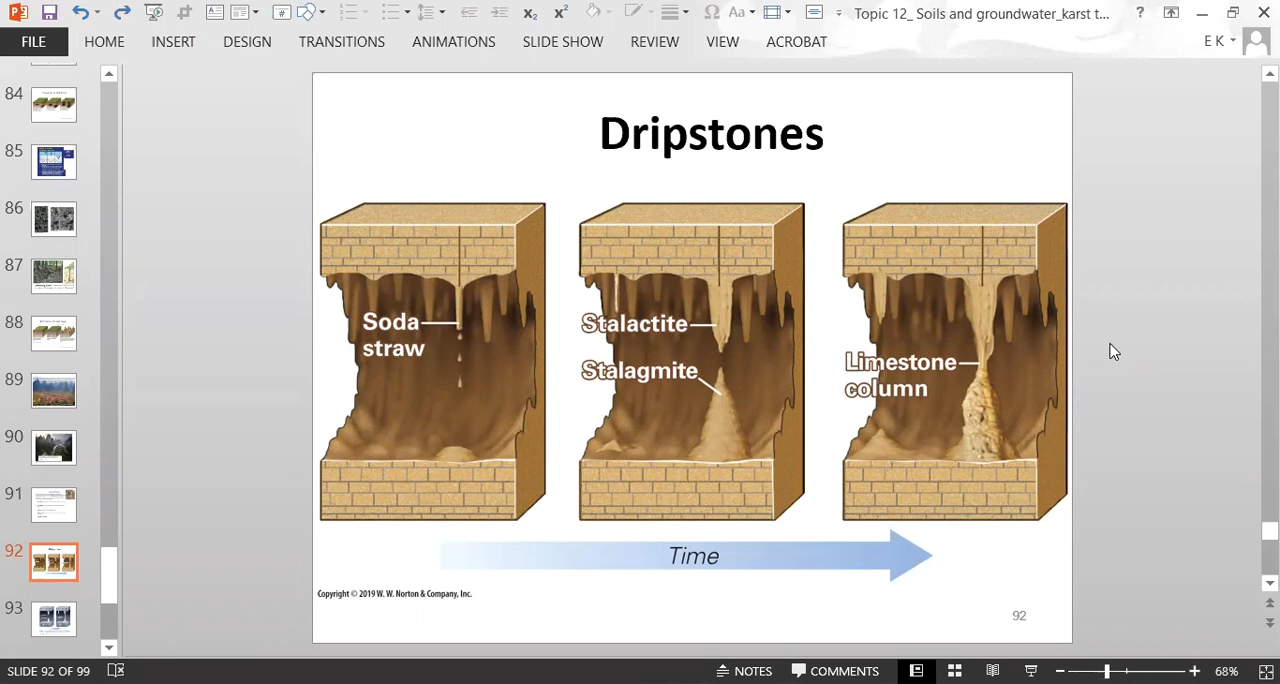 Topic 12_ Soils and groundwater_karst t...
FILE HOME INSERT DESIGN TRANSITIONS ANIMATIONS SLIDE SHOW REVIEW VIEW ACROBAT
E K
84
85
86
87
88
89
90
91
92
93
Dripstones
Soda
straw
Stalactite
Stalagmite
Limestone
column
Time
Copyright © 2019 W. W. Norton & Company, Inc.
92
SLIDE 92 OF 99 NOTES COMMENTS 68%